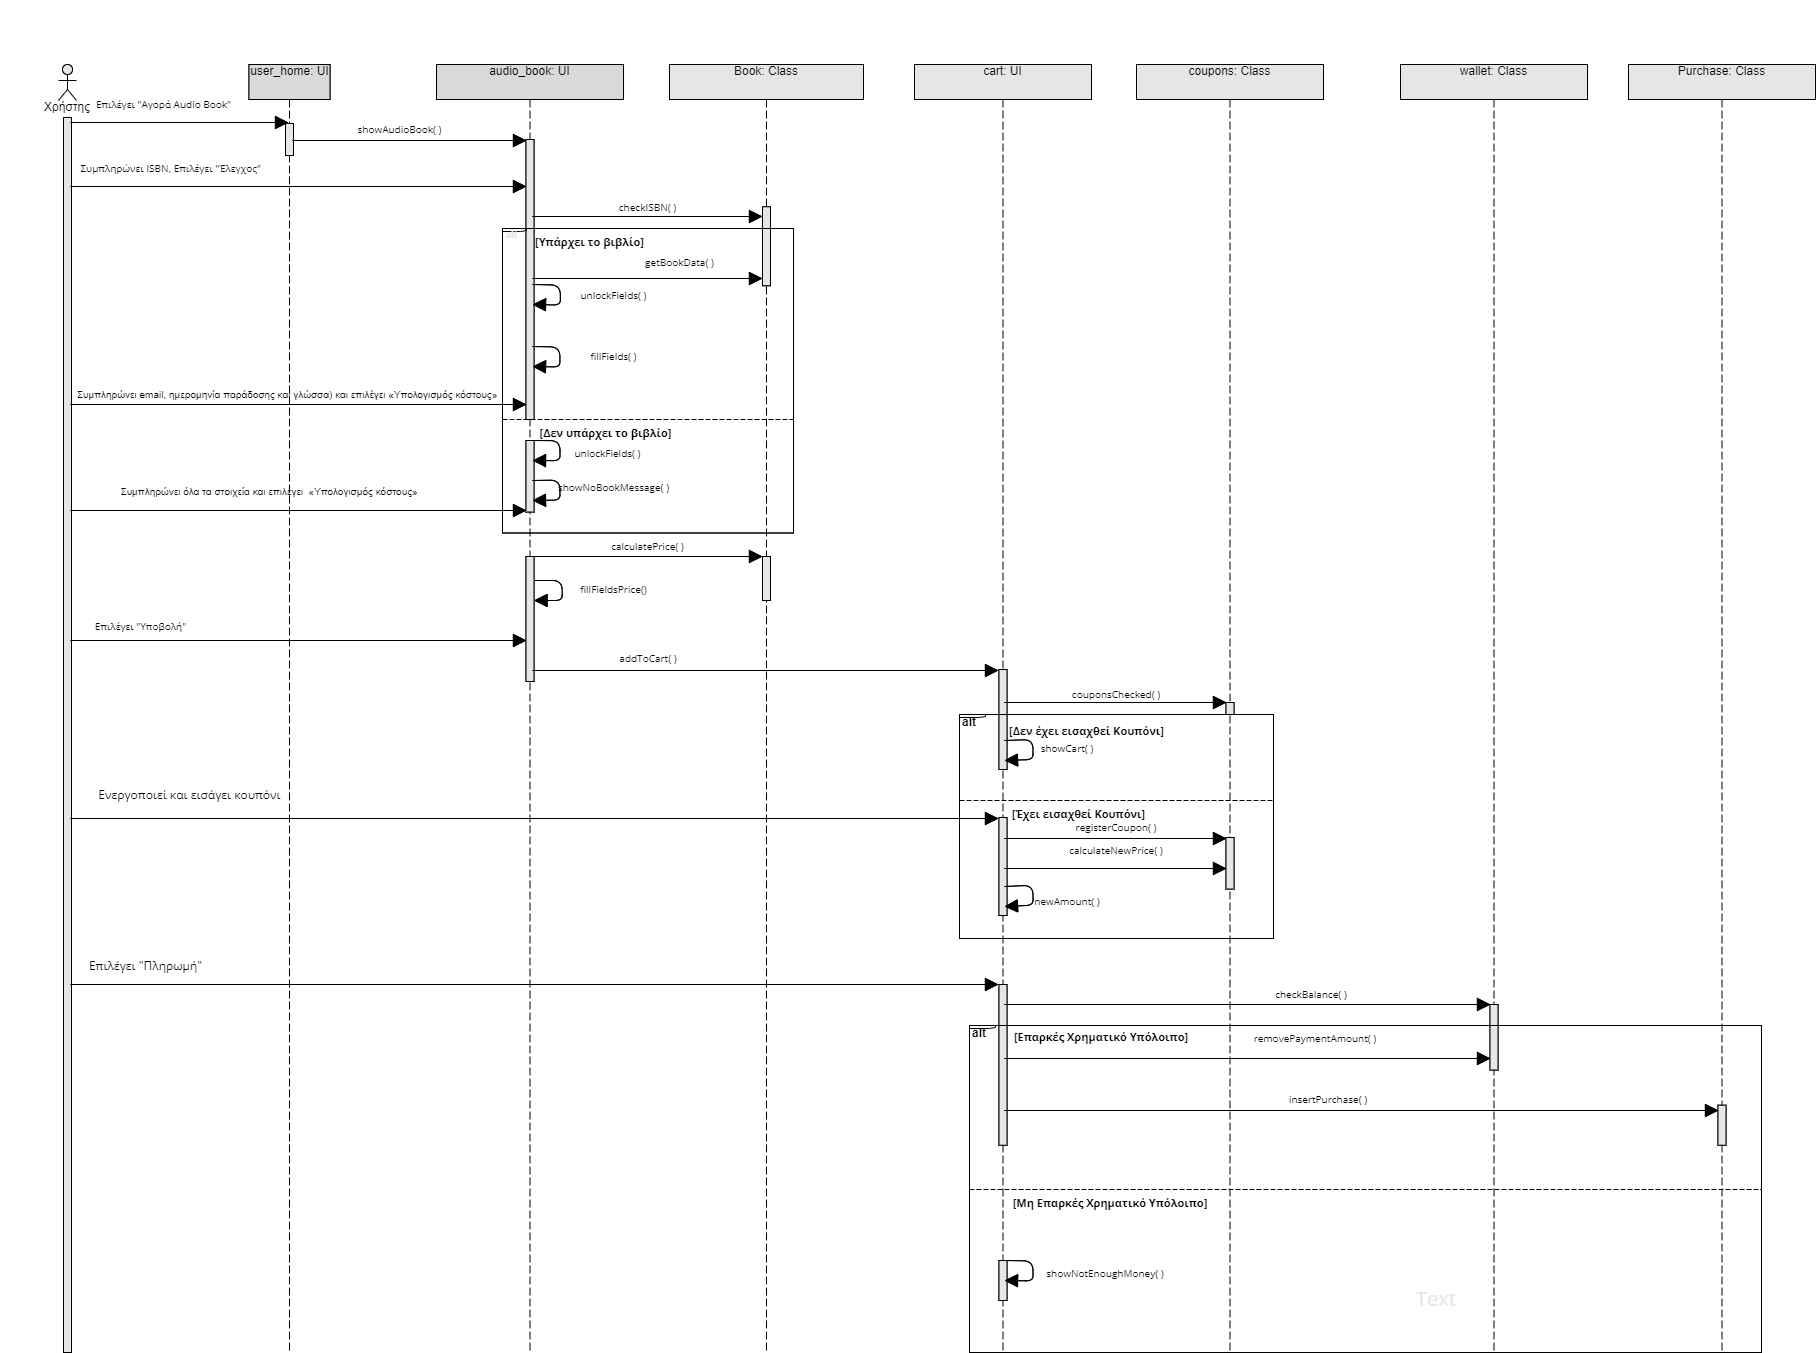 user_home: UI
audio_book: UI
Book: Class
cart: UI
coupons: Class
wallet: Class
Purchase: Class
Χρήστης
Επιλέγει "Αγορά Audio Book"
showAudioBook( )
Συμπληρώνει ISBN, Επιλέγει "Έλεγχος"
checkISBN( )
[Υπάρχει το βιβλίο]
getBookData( )
unlockFields( )
fillFields( )
Συμπληρώνει email, ημερομηνία παράδοσης και γλώσσα) και επιλέγει «Υπολογισμός κόστους»
[Δεν υπάρχει το βιβλίο]
unlockFields( )
showNoBookMessage( )
Συμπληρώνει όλα τα στοιχεία και επιλέγει «Υπολογισμός κόστους»
calculatePrice( )
fillFieldsPrice()
Επιλέγει "Υποβολή"
addToCart( )
couponsChecked( )
alt
[Δεν έχει εισαχθεί Κουπόνι]
showCart( )
Ενεργοποιεί και εισάγει κουπόνι
[Έχει εισαχθεί Κουπόνι]
registerCoupon( )
calculateNewPrice( )
newAmount( )
Επιλέγει "Πληρωμή"
checkBalance( )
alt
[Επαρκές Χρηματικό Υπόλοιπο]
removePaymentAmount( )
insertPurchase( )
[Μη Επαρκές Χρηματικό Υπόλοιπο]
showNotEnoughMoney( )
Text